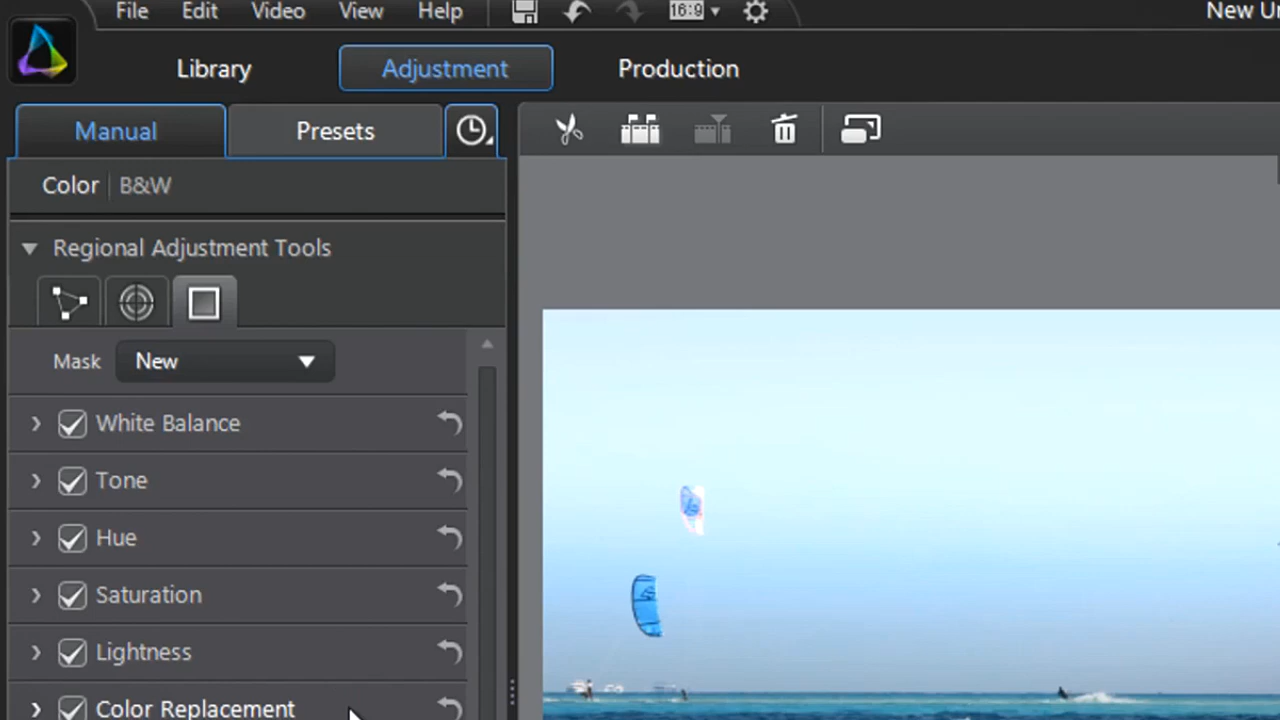 File Edit Video View Help 16:9 New Un
Library Adjustment Production
Manual Presets
Color B&W
Regional Adjustment Tools
Mask New
White Balance
Tone
Hue
Saturation
Lightness
Color Replacement